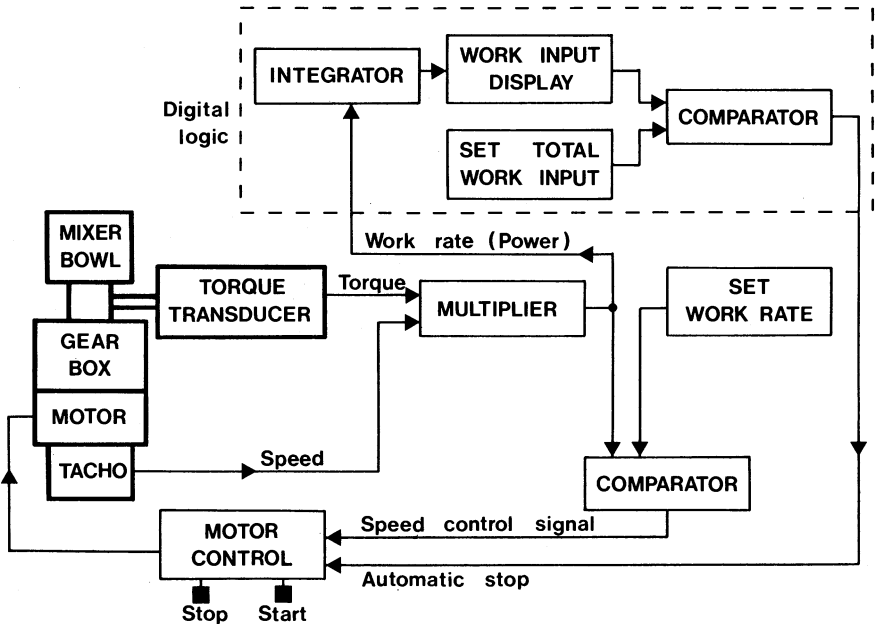 WORK INPUT
DISPLAY
INTEGRATOR
Digital
logic
COMPARATOR
SET TOTAL
WORK INPUT
MIXER
BOWL
Work rate (Power)
TORQUE
TRANSDUCER
Torque
MULTIPLIER
SET
WORK RATE
GEAR
BOX
MOTOR
TACHO
Speed
COMPARATOR
MOTOR
CONTROL
Speed control signal
Automatic stop
Stop
Start